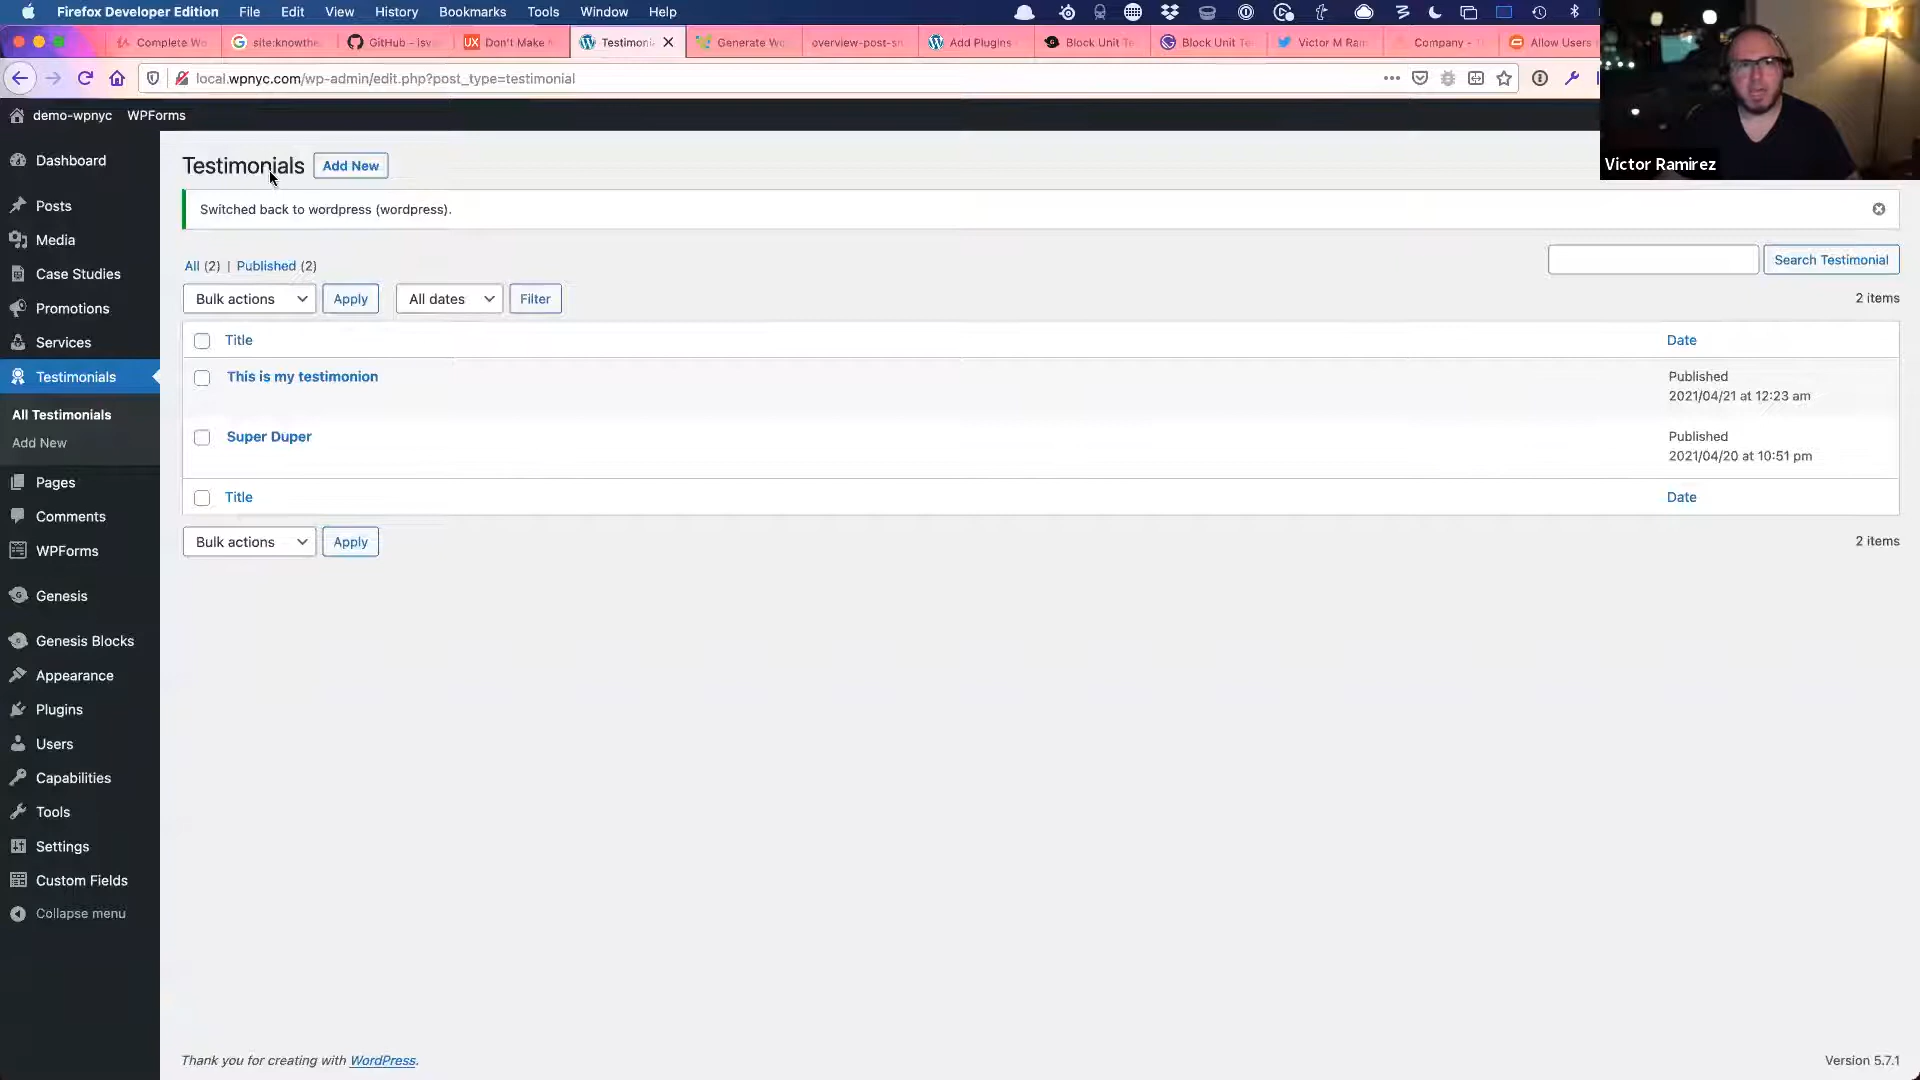 Firefox Developer Edition File Edit View History Bookmarks Tools Window Help
Complete Wo site:knowthe GitHub - lsv Don't Make Testimoni Generate Wo overview-post-sn Add Plugins Block Unit Te Block Unit Te Victor M Ram Company - Allow Users
local.wpnyc.com/wp-admin/edit.php?post_type=testimonial
demo-wpnyc WPForms
Victor Ramirez
Dashboard
Posts
Media
Case Studies
Promotions
Services
Testimonials
All Testimonials
Add New
Pages
Comments
WPForms
Genesis
Genesis Blocks
Appearance
Plugins
Users
Capabilities
Tools
Settings
Custom Fields
Collapse menu
Testimonials Add New
Switched back to wordpress (wordpress).
All (2) | Published (2)
Search Testimonial
Bulk actions Apply All dates Filter
2 items
Title Date
This is my testimonion Published
2021/04/21 at 12:23 am
Super Duper Published
2021/04/20 at 10:51 pm
Title Date
Bulk actions Apply
2 items
Thank you for creating with WordPress.
Version 5.7.1